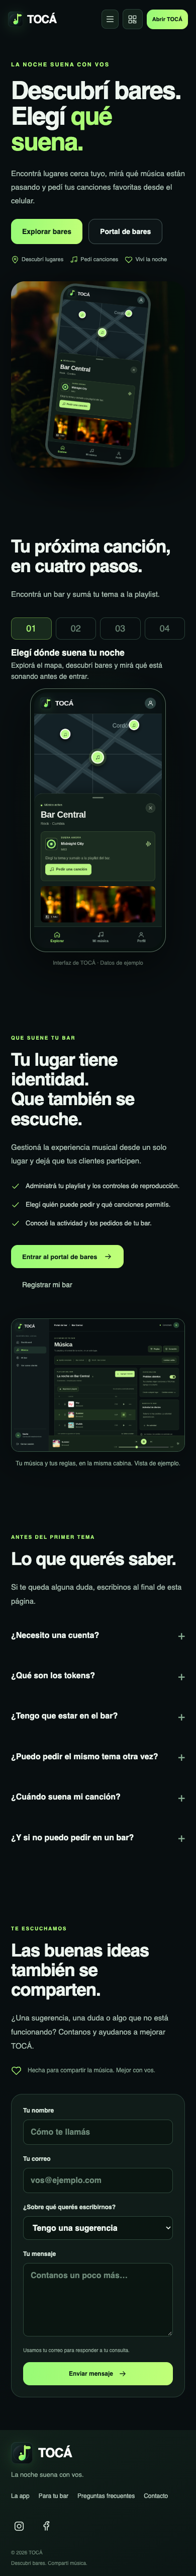 TOCÁ
Abrir TOCÁ
LA NOCHE SUENA CON VOS
Descubrí bares.
Elegí qué
suena.
Encontrá lugares cerca tuyo, mirá qué música están
pasando y pedí tus canciones favoritas desde el
celular.
Explorar bares
Portal de bares
Descubrí lugares
Pedí canciones
Viví la noche
TOCÁ
Bar Central
Tu próxima canción,
en cuatro pasos.
Encontrá un bar y sumá tu tema a la playlist.
01
02
03
04
Elegí dónde suena tu noche
Explorá el mapa, descubrí bares y mirá qué está
sonando antes de entrar.
TOCÁ
Bar Central
Rock · Cumbia
Midnight City
M83
Pedir una canción
Explorar
Mi música
Perfil
Interfaz de TOCÁ · Datos de ejemplo
QUE SUENE TU BAR
Tu lugar tiene
identidad.
Que también se
escuche.
Gestioná la experiencia musical desde un solo
lugar y dejá que tus clientes participen.
Administrá tu playlist y los controles de reproducción.
Elegí quién puede pedir y qué canciones permitís.
Conocé la actividad y los pedidos de tu bar.
Entrar al portal de bares
Registrar mi bar
TOCÁ
Música
Tu música y tus reglas, en la misma cabina. Vista de ejemplo.
ANTES DEL PRIMER TEMA
Lo que querés saber.
Si te queda alguna duda, escribinos al final de esta
página.
¿Necesito una cuenta?
¿Qué son los tokens?
¿Tengo que estar en el bar?
¿Puedo pedir el mismo tema otra vez?
¿Cuándo suena mi canción?
¿Y si no puedo pedir en un bar?
TE ESCUCHAMOS
Las buenas ideas
también se
comparten.
¿Una sugerencia, una duda o algo que no está
funcionando? Contanos y ayudanos a mejorar
TOCÁ.
Hecha para compartir la música. Mejor con vos.
Tu nombre
Cómo te llamás
Tu correo
vos@ejemplo.com
¿Sobre qué querés escribirnos?
Tengo una sugerencia
Tu mensaje
Contanos un poco más...
Usamos tu correo para responder a tu consulta.
Enviar mensaje
TOCÁ
La noche suena con vos.
La app
Para tu bar
Preguntas frecuentes
Contacto
© 2026 TOCÁ
Descubrí bares. Compartí música.